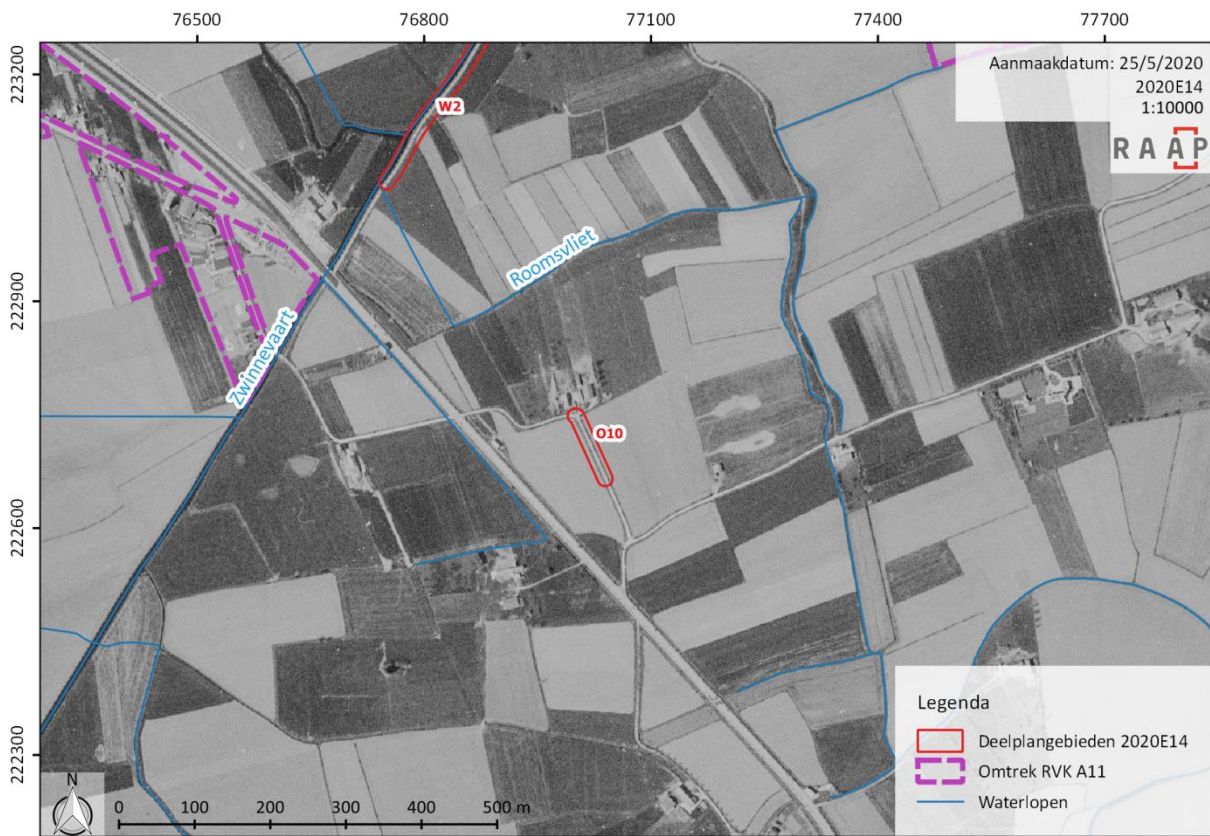 76500 76800 77100 77400 77700
223200
222900
222600
222300
Aanmaakdatum: 25/5/2020
2020E14
1:10000
RAAP
W2
Roomsvliet
Zwinnevaart
O10
Legenda
Deelplangebieden 2020E14
Omtrek RVK A11
Waterlopen
N
0 100 200 300 400 500 m